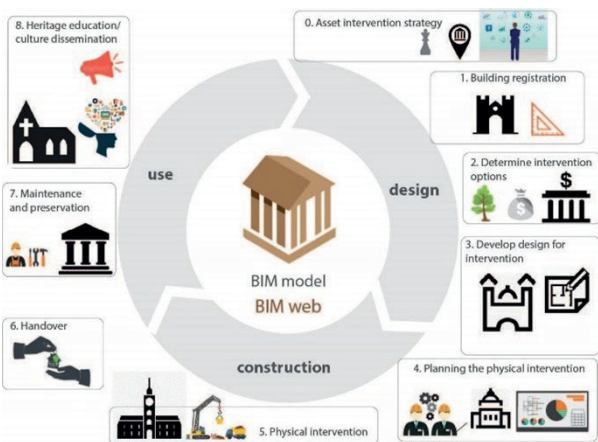 0. Asset intervention strategy
1. Building registration
2. Determine intervention
options
$
$
3. Develop design for
intervention
4. Planning the physical intervention
5. Physical intervention
6. Handover
7. Maintenance
and preservation
8. Heritage education/
culture dissemination
use
design
construction
BIM model
BIM web